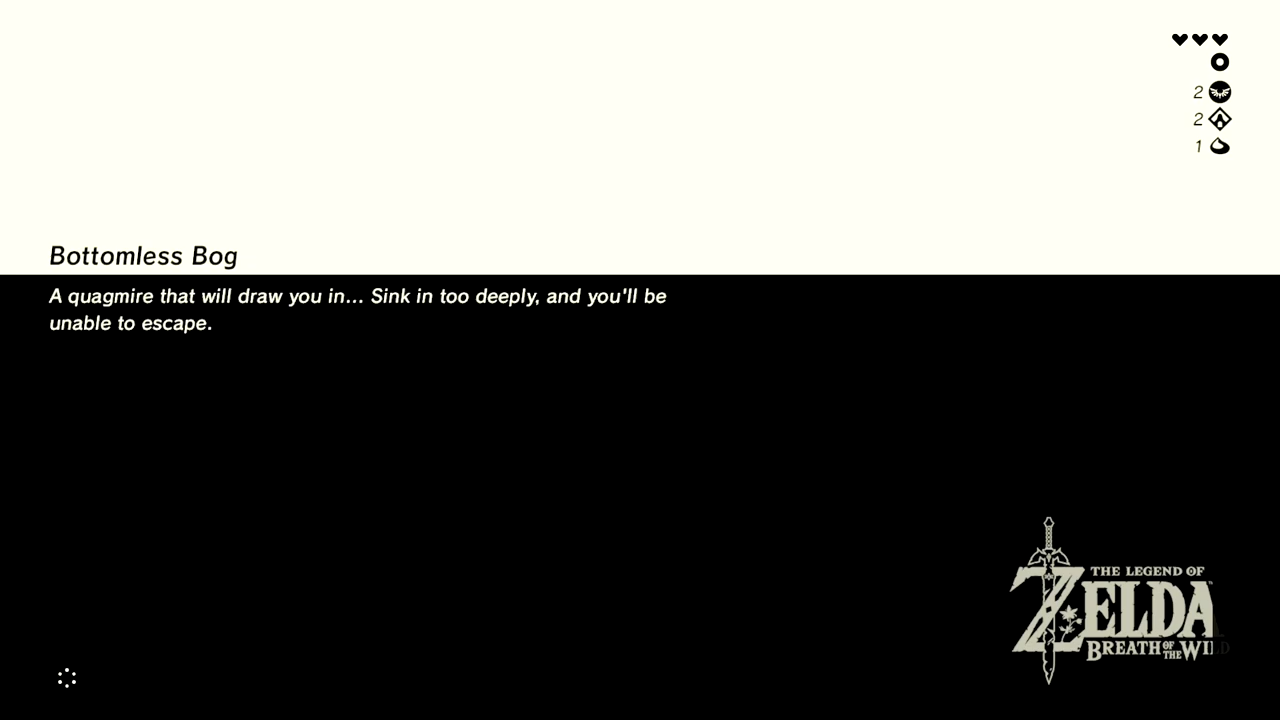 2
2
1
Bottomless Bog
A quagmire that will draw you in... Sink in too deeply, and you'll be
unable to escape.
THE LEGEND OF
ZELDA
BREATH OF THE WILD